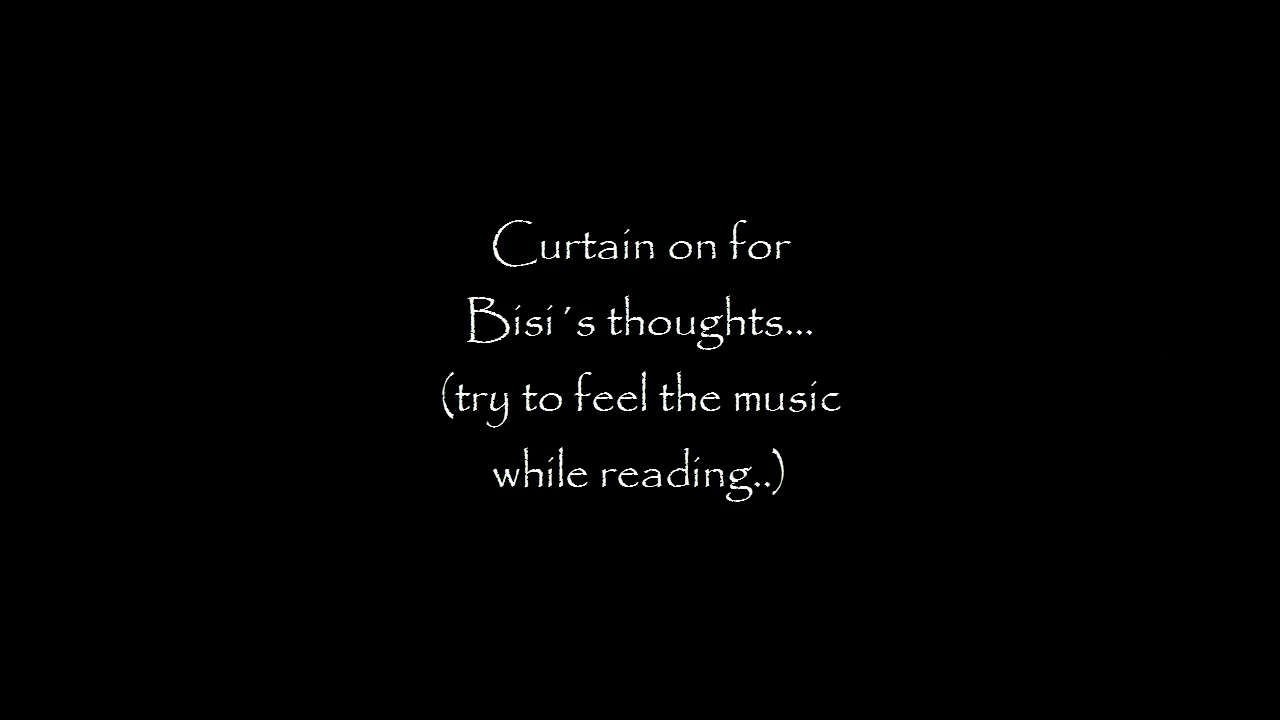 Curtain on for
Bisi´s thoughts...
(try to feel the music
while reading..)